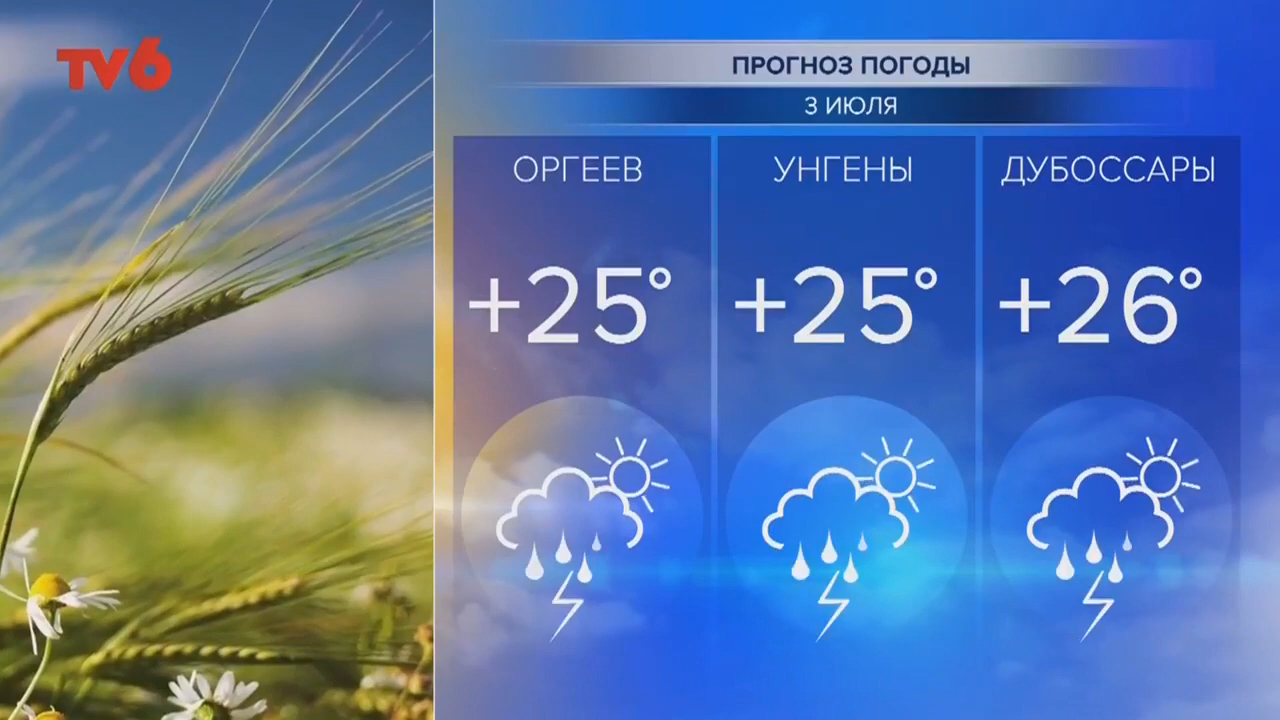 TV6
ПРОГНОЗ ПОГОДЫ
3 ИЮЛЯ
ОРГЕЕВ
+25°
УНГЕНЫ
+25°
ДУБОССАРЫ
+26°